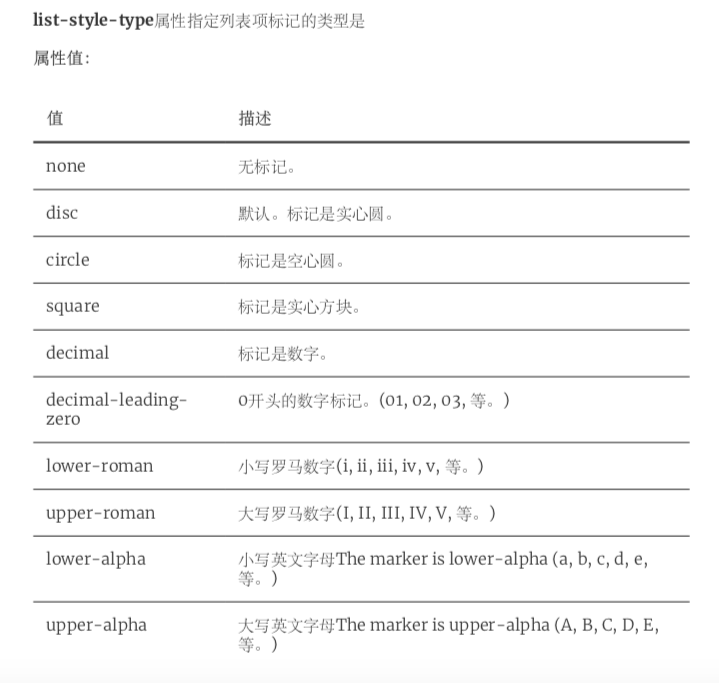 list-style-type属性指定列表项标记的类型是
属性值：
值 描述
none 无标记。
disc 默认。标记是实心圆。
circle 标记是空心圆。
square 标记是实心方块。
decimal 标记是数字。
decimal-leading- 0开头的数字标记。(01, 02, 03, 等。)
zero
lower-roman 小写罗马数字(i, ii, iii, iv, v, 等。)
upper-roman 大写罗马数字(I, II, III, IV, V, 等。)
lower-alpha 小写英文字母The marker is lower-alpha (a, b, c, d, e,
等。)
upper-alpha 大写英文字母The marker is upper-alpha (A, B, C, D, E,
等。)